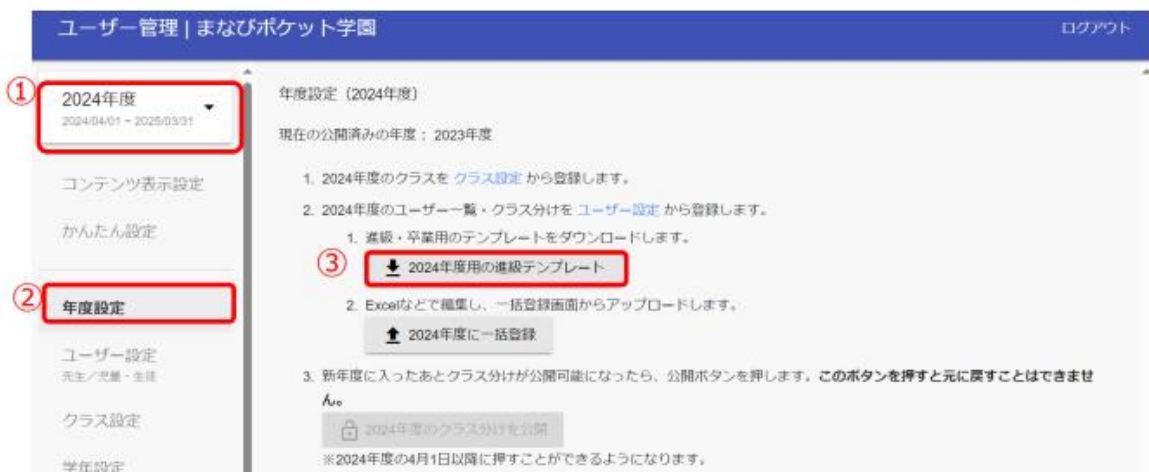 ユーザー管理 | まなびポケット学園
ログアウト
①
2024年度
2024/04/01 ~ 2025/03/31
コンテンツ表示設定
かんたん設定
②
年度設定
ユーザー設定
先生／児童・生徒
クラス設定
学年設定
年度設定（2024年度）
現在の公開済みの年度： 2023年度
1. 2024年度のクラスを クラス設定 から登録します。
2. 2024年度のユーザー一覧・クラス分けを ユーザー設定 から登録します。
1. 進級・卒業用のテンプレートをダウンロードします。
③
2024年度用の進級テンプレート
2. Excelなどで編集し、一括登録画面からアップロードします。
2024年度に一括登録
3. 新年度に入ったあとクラス分けが公開可能になったら、公開ボタンを押します。このボタンを押すと元に戻すことはできませ
ん。
2024年度のクラス分けを公開
※2024年度の4月1日以降に押すことができるようになります。